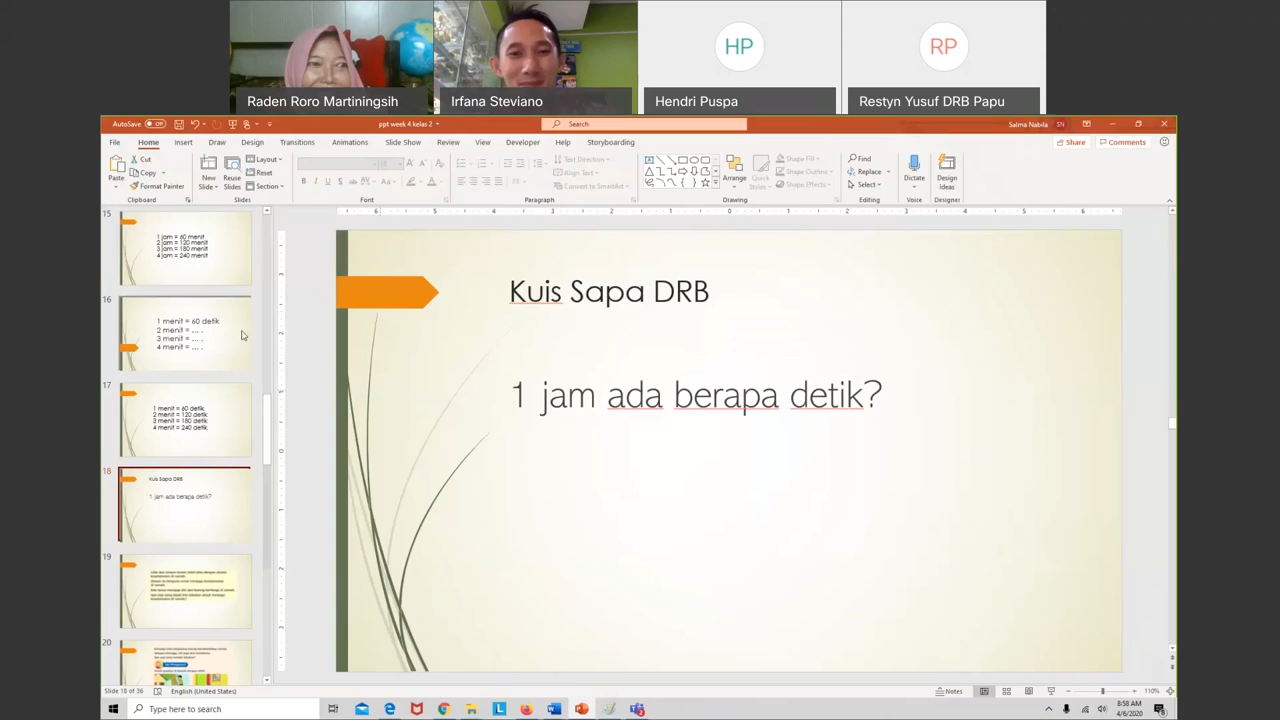 HP
RP
Raden Roro Martiningsih
Irfana Steviano
Hendri Puspa
Restyn Yusuf DRB Papu
AutoSave Off
ppt week 4 kelas 2
Search
Salma Nabila SN
File Home Insert Draw Design Transitions Animations Slide Show Review View Developer Help Storyboarding
Share Comments
Paste
Cut
Copy
Format Painter
Clipboard
New Slide
Reuse Slides
Layout
Reset
Section
Slides
Font
Text Direction
Align Text
Convert to SmartArt
Paragraph
Arrange
Quick Styles
Shape Fill
Shape Outline
Shape Effects
Drawing
Find
Replace
Select
Editing
Dictate
Voice
Design Ideas
Designer
15
1 jam = 60 menit
2 jam = 120 menit
3 jam = 180 menit
4 jam = 240 menit
16
1 menit = 60 detik
2 menit = ... .
3 menit = ... .
4 menit = ... .
17
1 menit = 60 detik
2 menit = 120 detik
3 menit = 180 detik
4 menit = 240 detik
18
Kuis Sapa DRB
1 jam ada berapa detik?
19
20
Kuis Sapa DRB
1 jam ada berapa detik?
Slide 18 of 36
English (United States)
Notes
110%
Type here to search
8:58 AM
4/6/2020